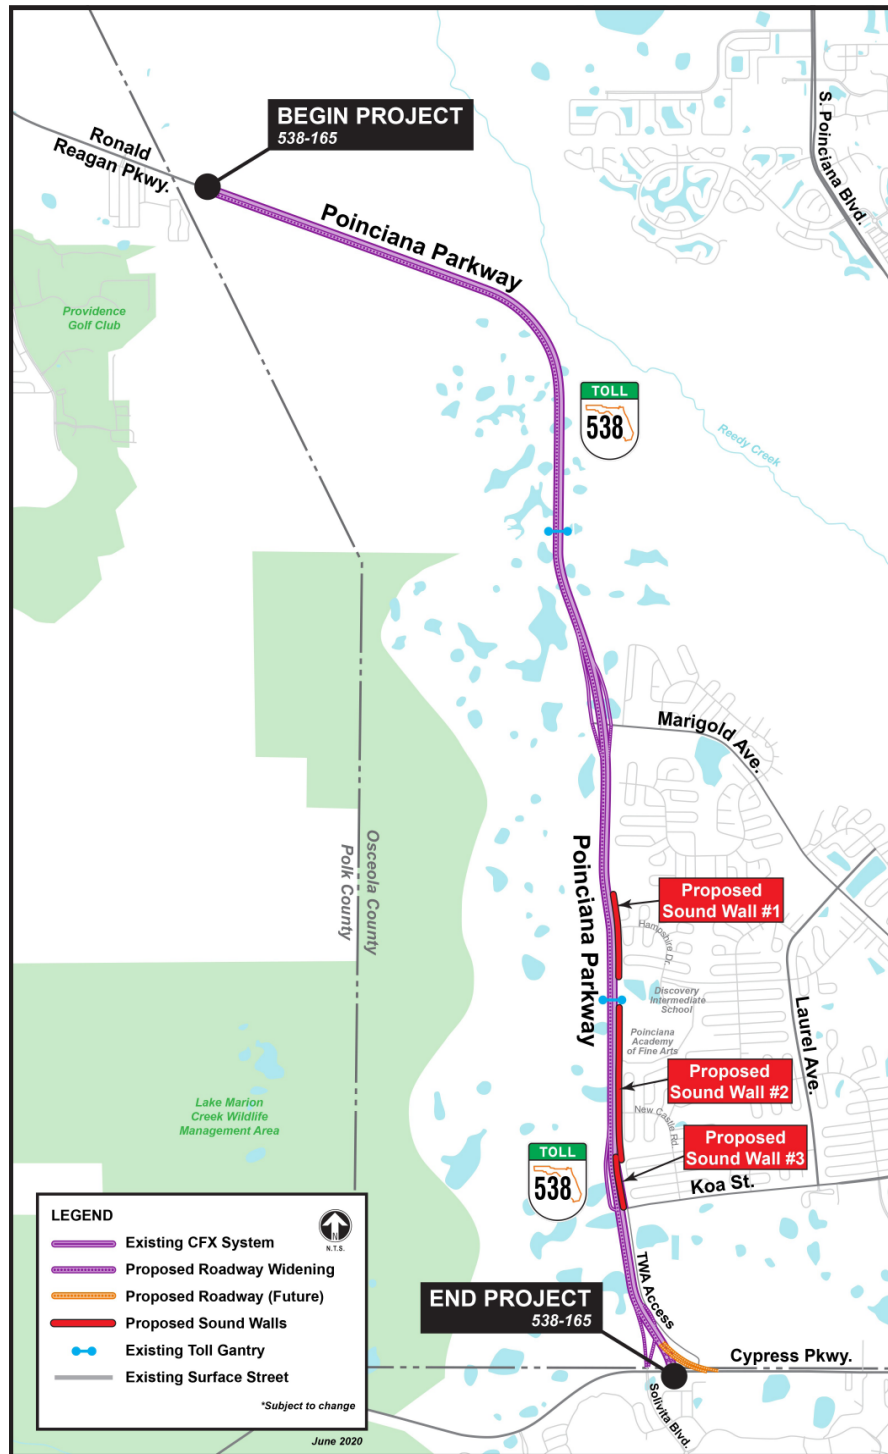 BEGIN PROJECT
538-165
Ronald
Reagan Pkwy.
S. Poinciana Blvd.
Poinciana Parkway
Providence
Golf Club
TOLL
538
Reedy Creek
Marigold Ave.
Osceola County
Polk County
Poinciana Parkway
Proposed
Sound Wall #1
Hampshire Dr.
Discovery
Intermediate
School
Laurel Ave.
Poinciana
Academy
of Fine Arts
Proposed
Sound Wall #2
Lake Marion
Creek Wildlife
Management Area
New Castle Rd.
Proposed
Sound Wall #3
TOLL
538
Koa St.
LEGEND
N
N.T.S.
Existing CFX System
Proposed Roadway Widening
Proposed Roadway (Future)
Proposed Sound Walls
Existing Toll Gantry
Existing Surface Street
*Subject to change
June 2020
TWA Access
END PROJECT
538-165
Cypress Pkwy.
Solivita Blvd.